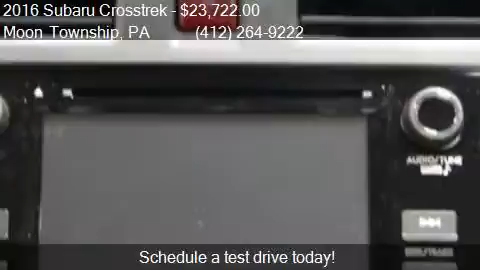 2016 Subaru Crosstrek - $23,722.00
Moon Township, PA (412) 264-9222
AUDIO/TUNE
Schedule a test drive today!